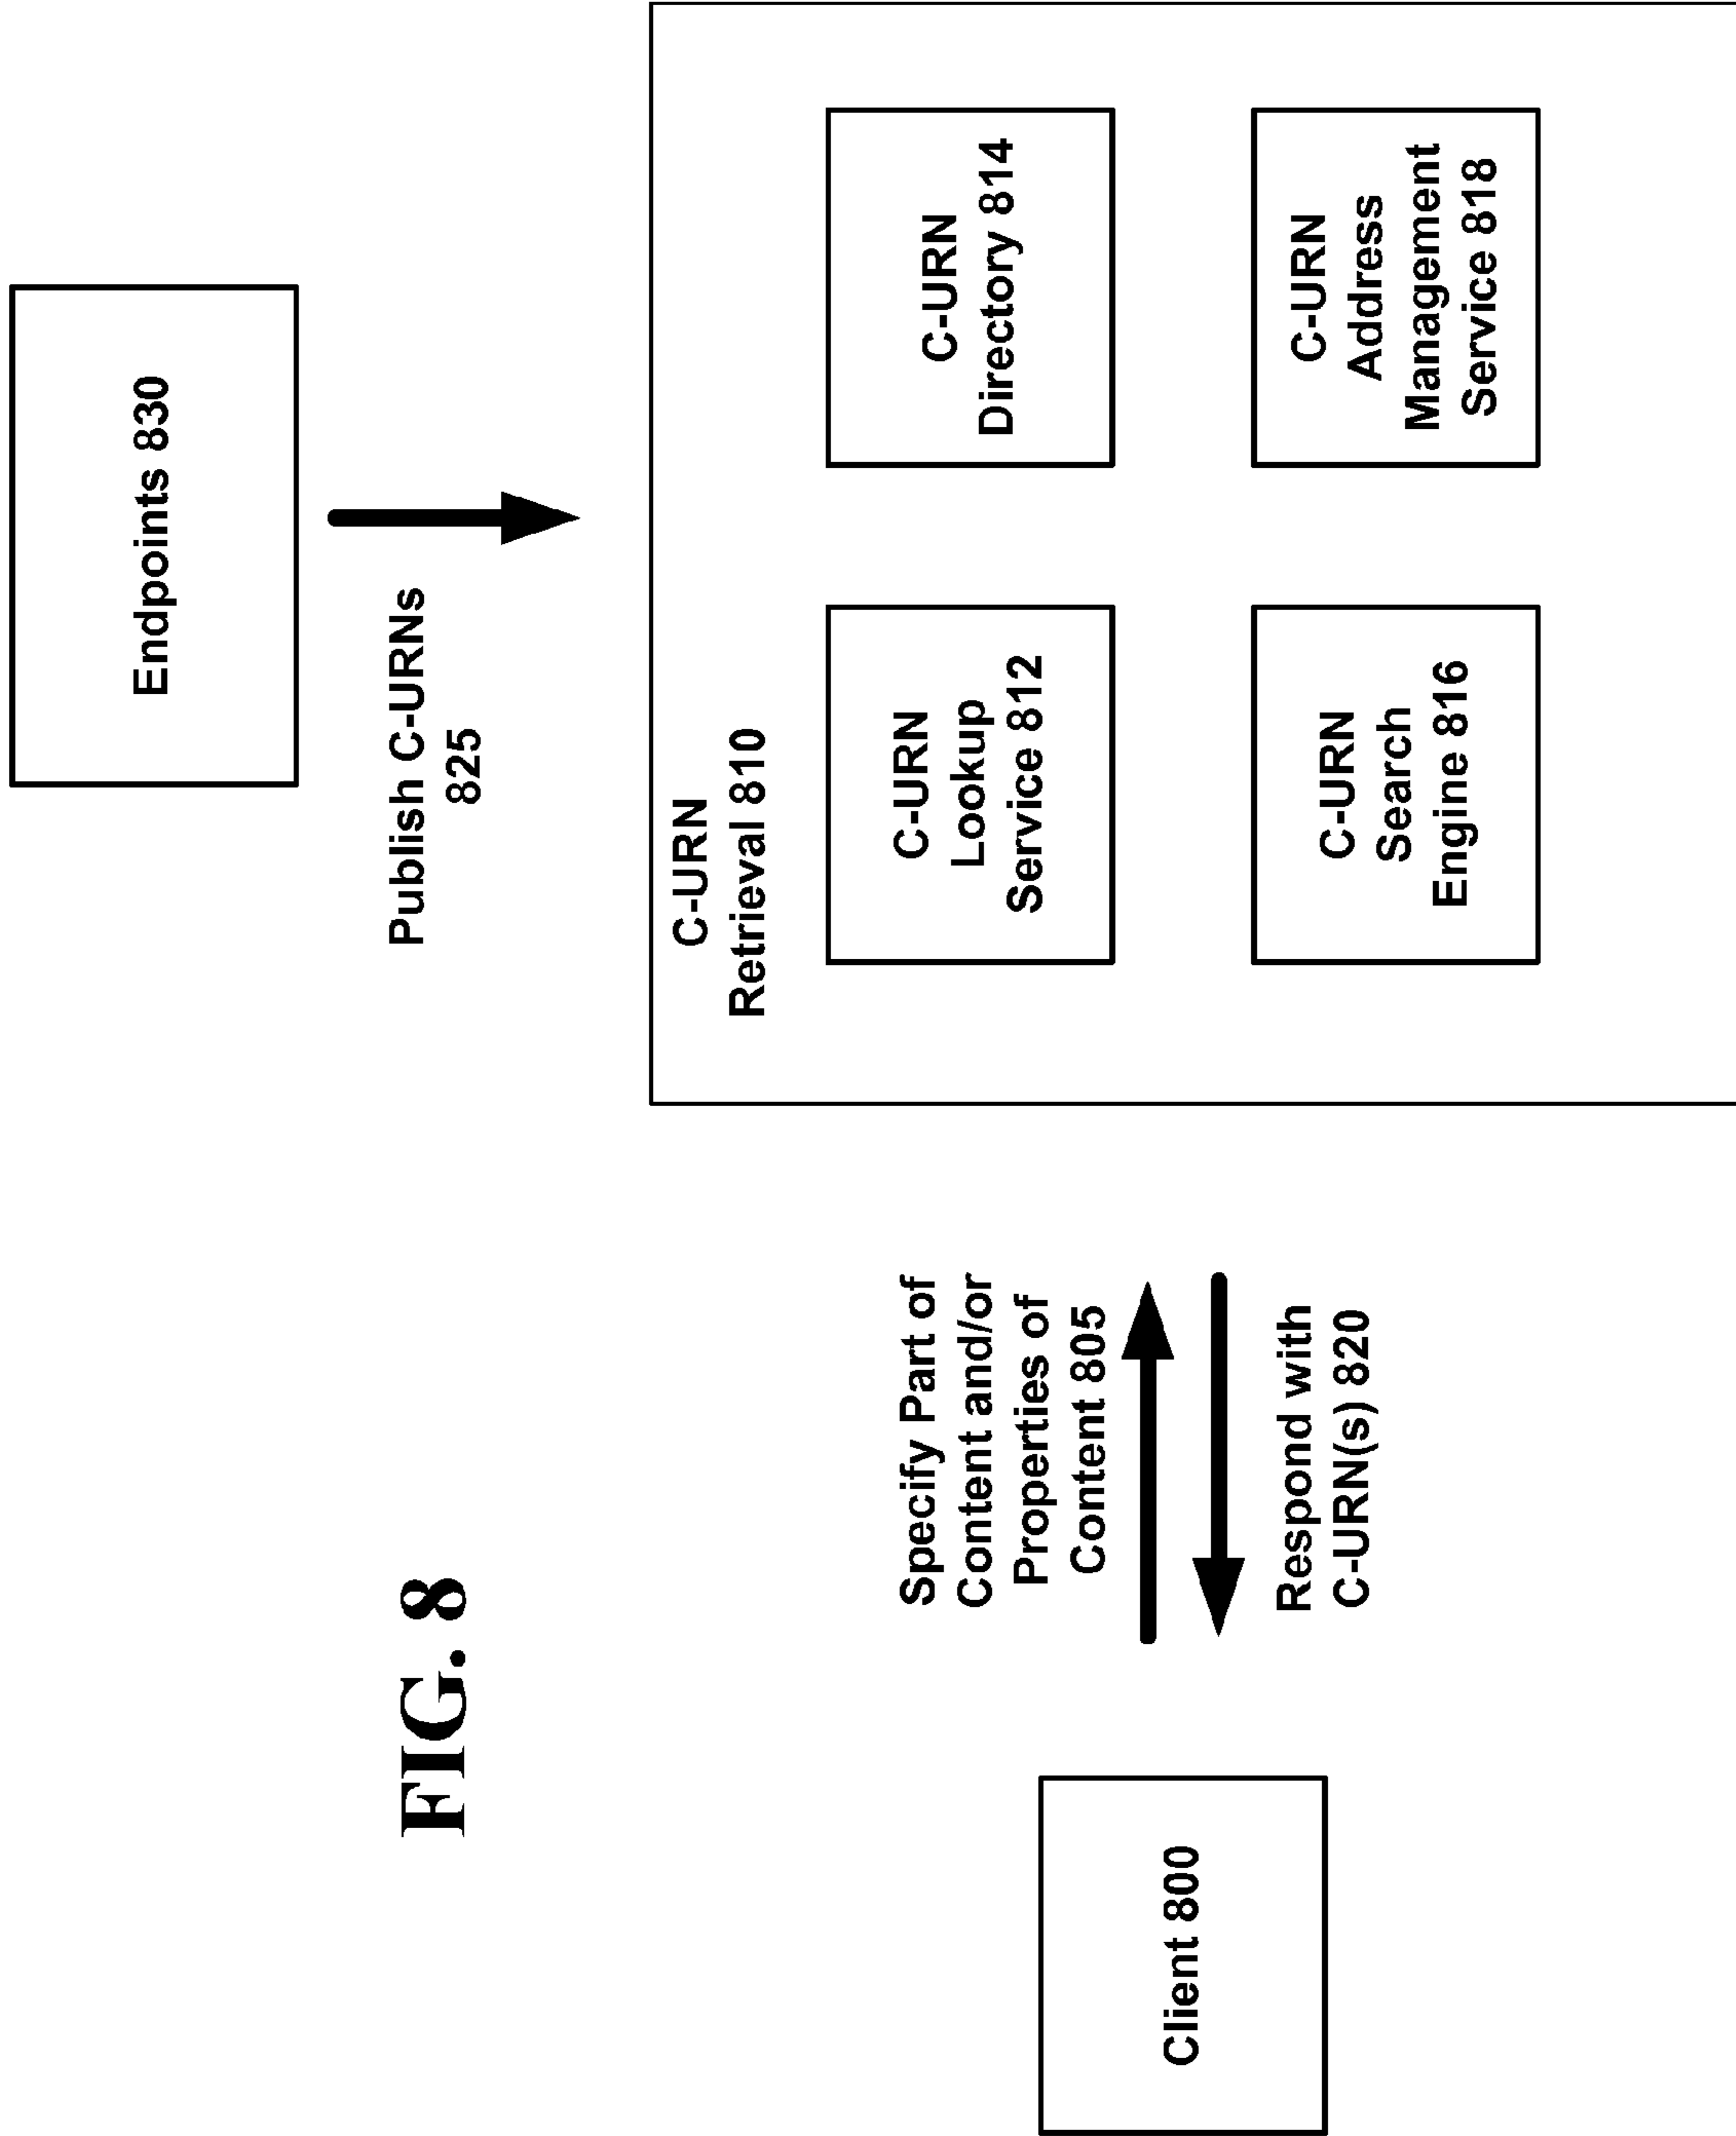 FIG. 8
Endpoints 830
Publish C-URNs
825
C-URN
Retrieval 810
C-URN
Lookup
Service 812
C-URN
Directory 814
C-URN
Search
Engine 816
C-URN
Address
Management
Service 818
Specify Part of
Content and/or
Properties of
Content 805
Respond with
C-URN(s) 820
Client 800